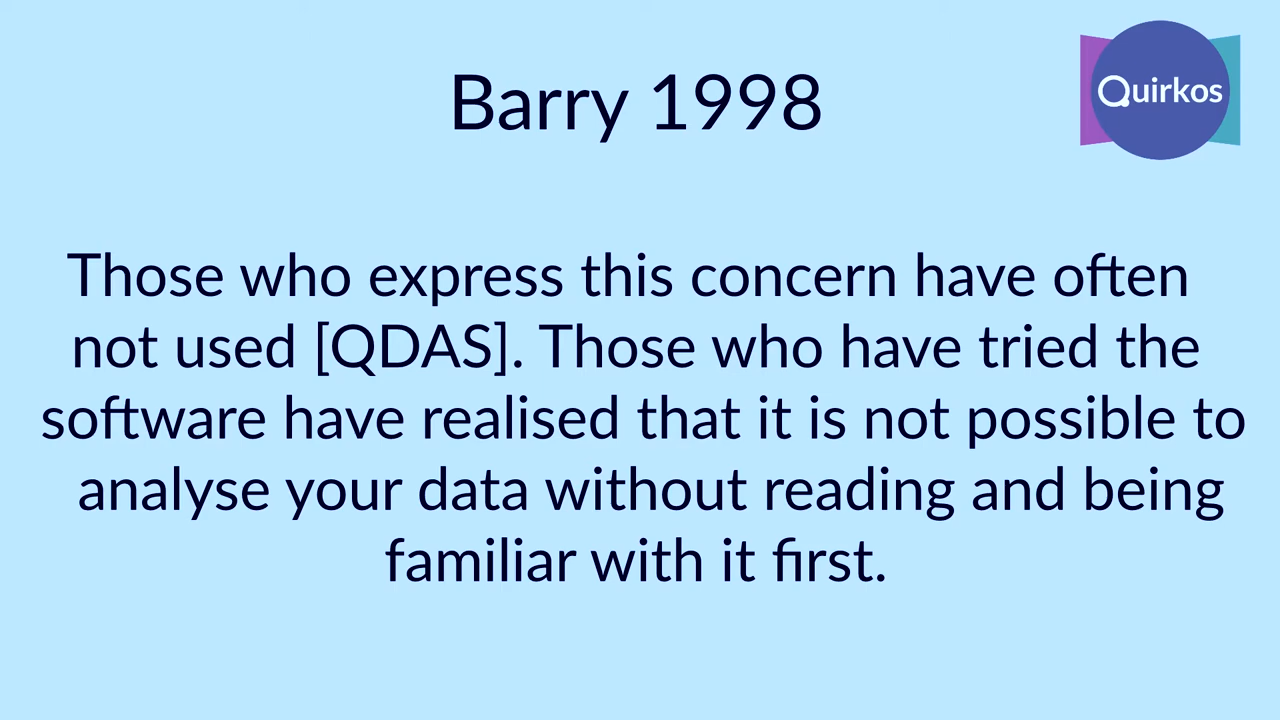 Barry 1998
Quirkos
Those who express this concern have often
not used [QDAS]. Those who have tried the
software have realised that it is not possible to
analyse your data without reading and being
familiar with it first.